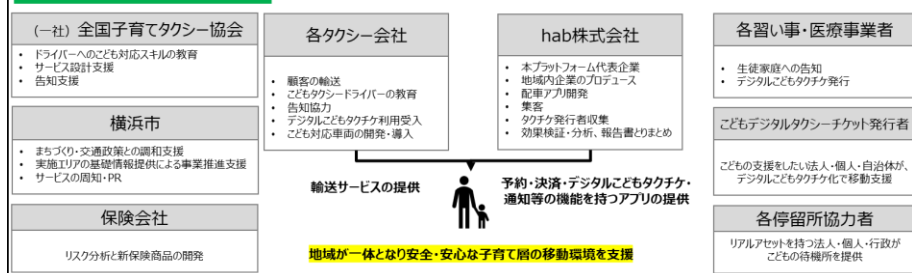 (一社) 全国子育てタクシー協会
• ドライバーへのこども対応スキルの教育
• サービス設計支援
• 告知支援
横浜市
• まちづくり・交通政策との調和支援
• 実施エリアの基礎情報提供による事業推進支援
• サービスの周知・PR
保険会社
リスク分析と新保険商品の開発
各タクシー会社
• 顧客の輸送
• こどもタクシードライバーの教育
• 告知協力
• デジタルこどもタクチケ利用受入
• こども対応車両の開発・導入
hab株式会社
• 本プラットフォーム代表企業
• 地域内企業のプロデュース
• 配車アプリ開発
• 集客
• タクチケ発行者収集
• 効果検証・分析、報告書とりまとめ
輸送サービスの提供
予約・決済・デジタルこどもタクチケ・
通知等の機能を持つアプリの提供
地域が一体となり安全・安心な子育て層の移動環境を支援
各習い事・医療事業者
• 生徒家庭への告知
• デジタルこどもタクチケ発行
こどもデジタルタクシーチケット発行者
こどもの支援をしたい法人・個人・自治体が、
デジタルこどもタクチケ化で移動支援
各停留所協力者
リアルアセットを持つ法人・個人・行政が
こどもの待機所を提供